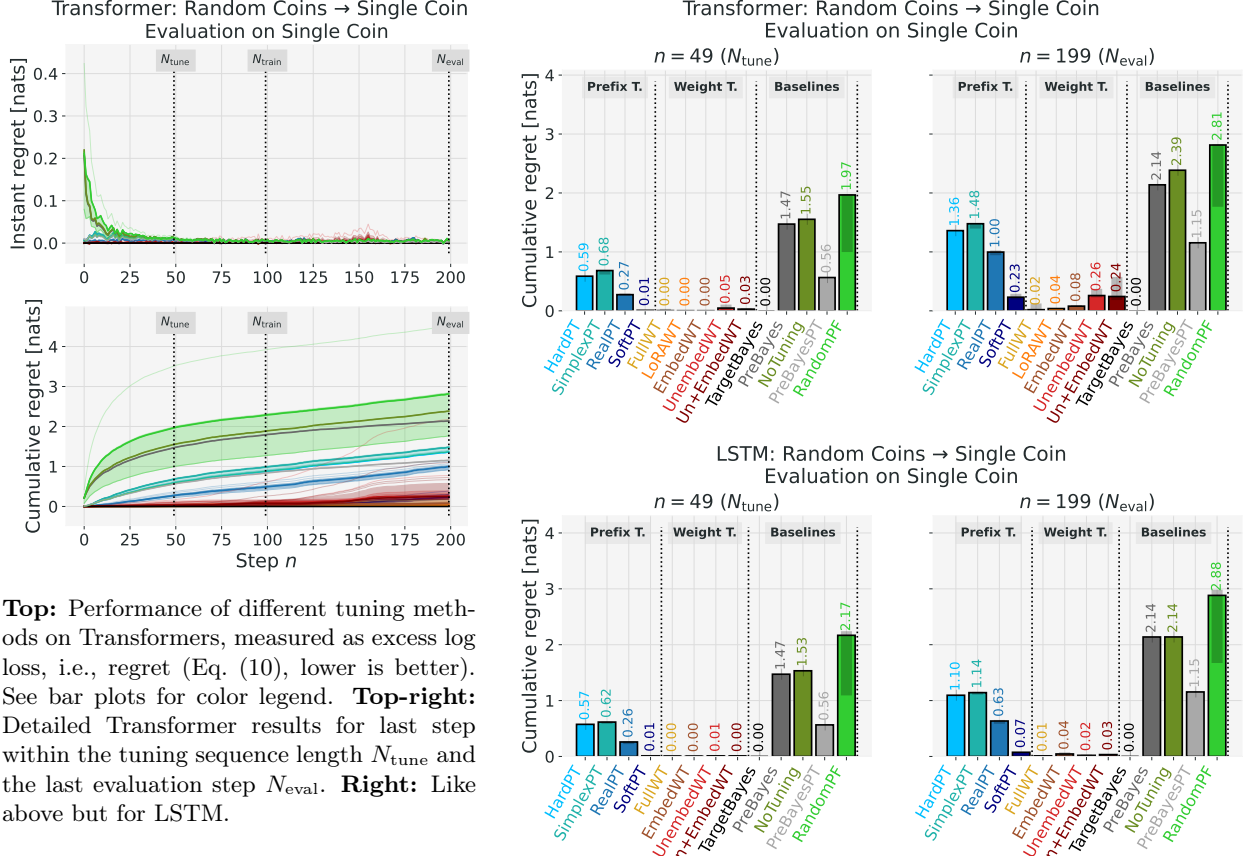 Transformer: Random Coins → Single Coin
Evaluation on Single Coin
Instant regret [nats]
0.4
0.3
0.2
0.1
0.0
N_tune
N_train
N_eval
0 25 50 75 100 125 150 175 200
Cumulative regret [nats]
4
3
2
1
0
N_tune
N_train
N_eval
0 25 50 75 100 125 150 175 200
Step n
Top: Performance of different tuning meth-
ods on Transformers, measured as excess log
loss, i.e., regret (Eq. (10), lower is better).
See bar plots for color legend. Top-right:
Detailed Transformer results for last step
within the tuning sequence length N_tune and
the last evaluation step N_eval. Right: Like
above but for LSTM.
Transformer: Random Coins → Single Coin
Evaluation on Single Coin
n = 49 (N_tune)
Cumulative regret [nats]
4
3
2
1
0
Prefix T. Weight T. Baselines
0.59 0.68 0.27 0.01 0.00 0.00 0.00 0.05 0.03 0.00 1.47 1.55 0.56 1.97
HardPT SimplexPT RealPT SoftPT FullWT LoRAWT EmbedWT UnembedWT Un+EmbedWT TargetBayes PreBayes NoTuning PreBayesPT RandomPF
n = 199 (N_eval)
Prefix T. Weight T. Baselines
1.36 1.48 1.00 0.23 0.02 0.04 0.08 0.26 0.24 0.00 2.14 2.39 1.15 2.81
HardPT SimplexPT RealPT SoftPT FullWT LoRAWT EmbedWT UnembedWT Un+EmbedWT TargetBayes PreBayes NoTuning PreBayesPT RandomPF
LSTM: Random Coins → Single Coin
Evaluation on Single Coin
n = 49 (N_tune)
Cumulative regret [nats]
4
3
2
1
0
Prefix T. Weight T. Baselines
0.57 0.62 0.26 0.01 0.00 0.00 0.01 0.00 0.00 1.47 1.53 0.56 2.17
HardPT SimplexPT RealPT SoftPT FullWT EmbedWT UnembedWT n+EmbedWT TargetBayes PreBayes NoTuning PreBayesPT RandomPF
n = 199 (N_eval)
Prefix T. Weight T. Baselines
1.10 1.14 0.63 0.07 0.01 0.04 0.02 0.03 0.00 2.14 2.14 1.15 2.88
HardPT SimplexPT RealPT SoftPT FullWT EmbedWT UnembedWT n+EmbedWT TargetBayes PreBayes NoTuning PreBayesPT RandomPF